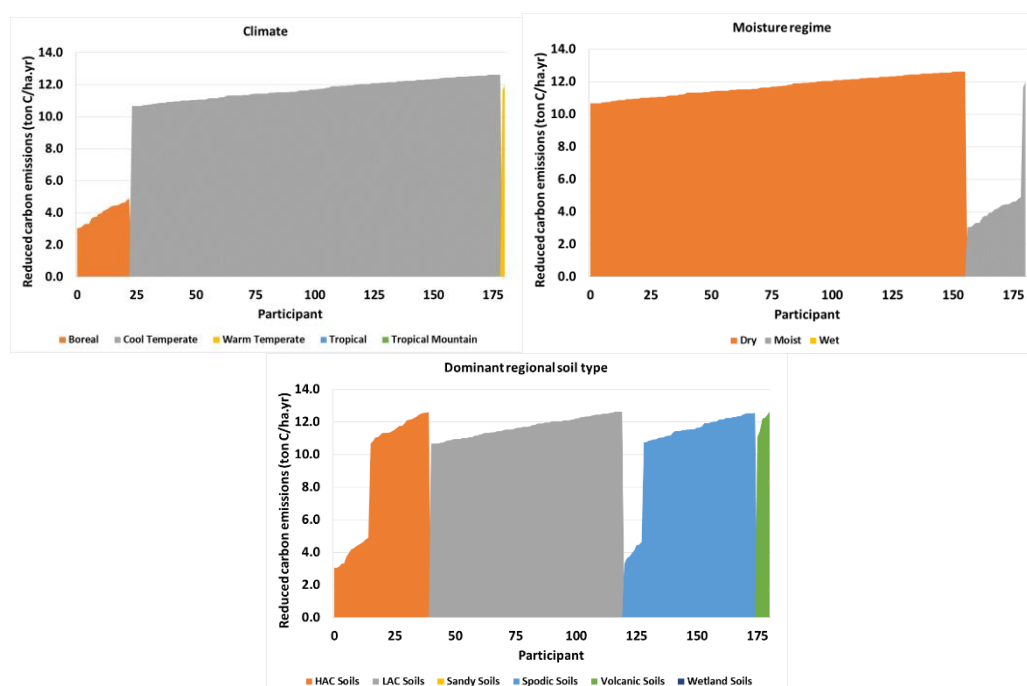 Climate
Reduced carbon emissions (ton C/ha.yr)
14.0
12.0
10.0
8.0
6.0
4.0
2.0
0.0
0 25 50 75 100 125 150 175
Participant
Boreal Cool Temperate Warm Temperate Tropical Tropical Mountain
Moisture regime
Reduced carbon emissions (ton C/ha.yr)
14.0
12.0
10.0
8.0
6.0
4.0
2.0
0.0
0 25 50 75 100 125 150 175
Participant
Dry Moist Wet
Dominant regional soil type
Reduced carbon emissions (ton C/ha.yr)
14.0
12.0
10.0
8.0
6.0
4.0
2.0
0.0
0 25 50 75 100 125 150 175
Participant
HAC Soils LAC Soils Sandy Soils Spodic Soils Volcanic Soils Wetland Soils